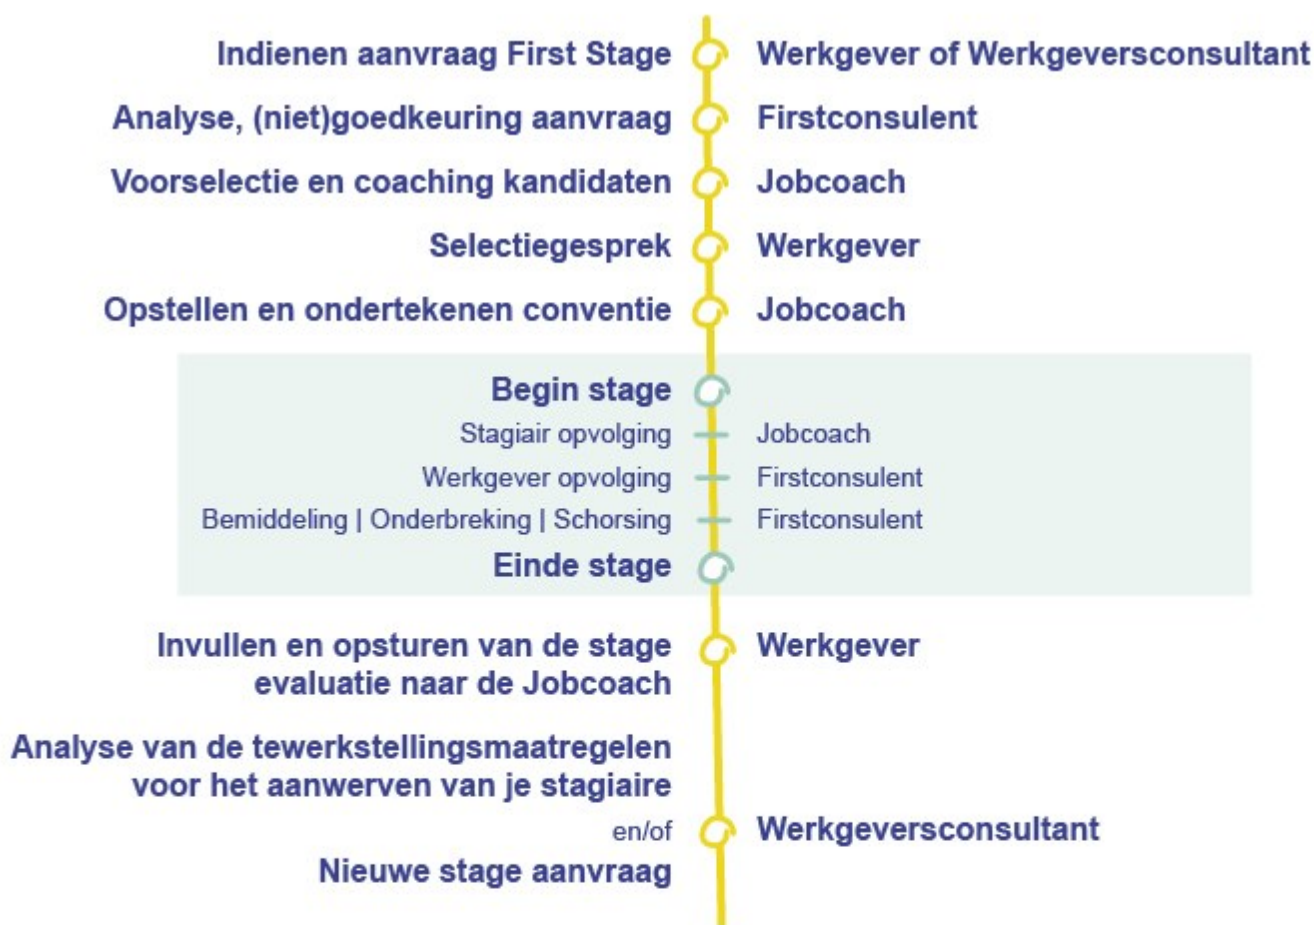 Indienen aanvraag First Stage Werkgever of Werkgeversconsultant
Analyse, (niet)goedkeuring aanvraag Firstconsulent
Voorselectie en coaching kandidaten Jobcoach
Selectiegesprek Werkgever
Opstellen en ondertekenen conventie Jobcoach
Begin stage
Stagiair opvolging Jobcoach
Werkgever opvolging Firstconsulent
Bemiddeling | Onderbreking | Schorsing Firstconsulent
Einde stage
Invullen en opsturen van de stage Werkgever
evaluatie naar de Jobcoach
Analyse van de tewerkstellingsmaatregelen
voor het aanwerven van je stagiaire
en/of Werkgeversconsultant
Nieuwe stage aanvraag